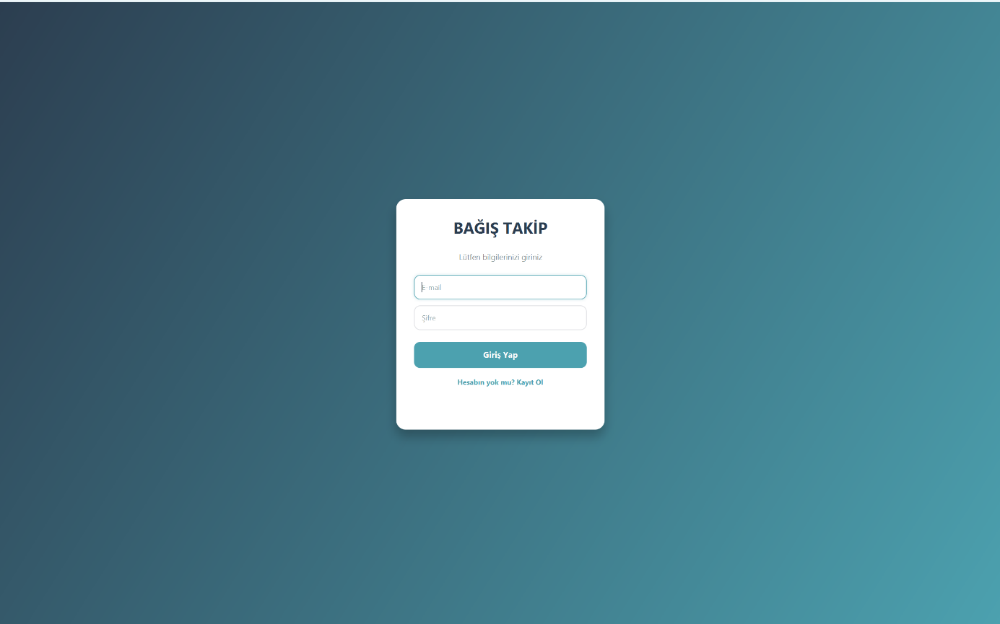 BAĞIŞ TAKİP
Lütfen bilgilerinizi giriniz
E-mail
Şifre
Giriş Yap
Hesabın yok mu? Kayıt Ol